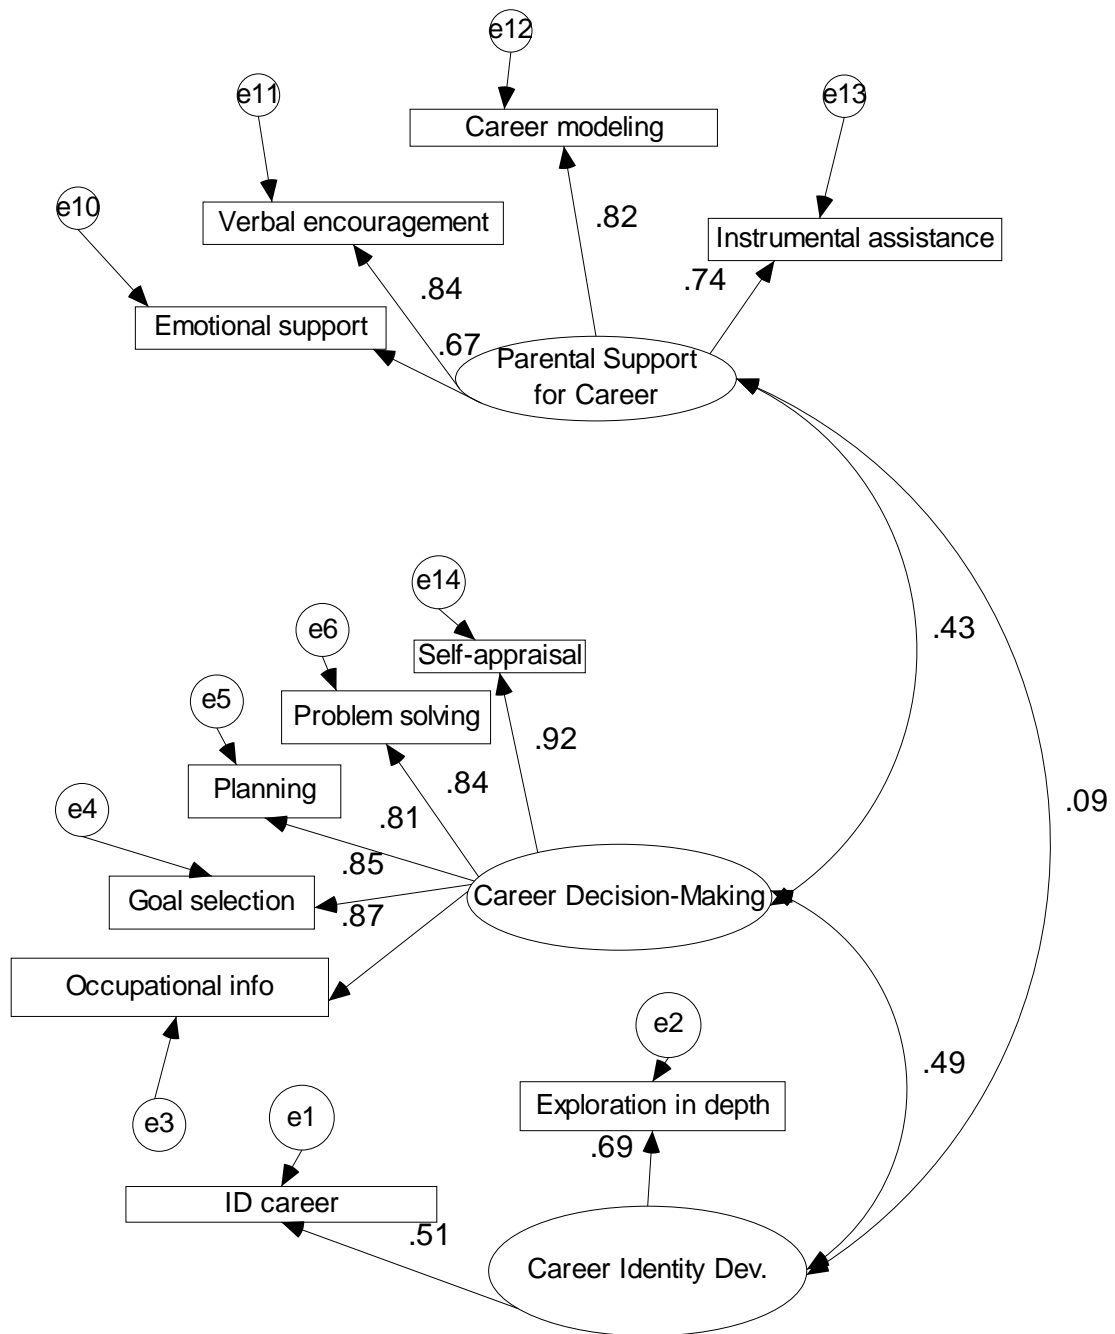 e12
e11
e13
Career modeling
e10
Verbal encouragement
.82
Instrumental assistance
.84
.74
Emotional support
.67
Parental Support
for Career
e14
.43
e6
Self-appraisal
e5
Problem solving
.92
Planning
.84
.09
e4
.81
.85
Goal selection
Career Decision-Making
.87
Occupational info
e2
.49
e3
e1
Exploration in depth
.69
ID career
.51
Career Identity Dev.